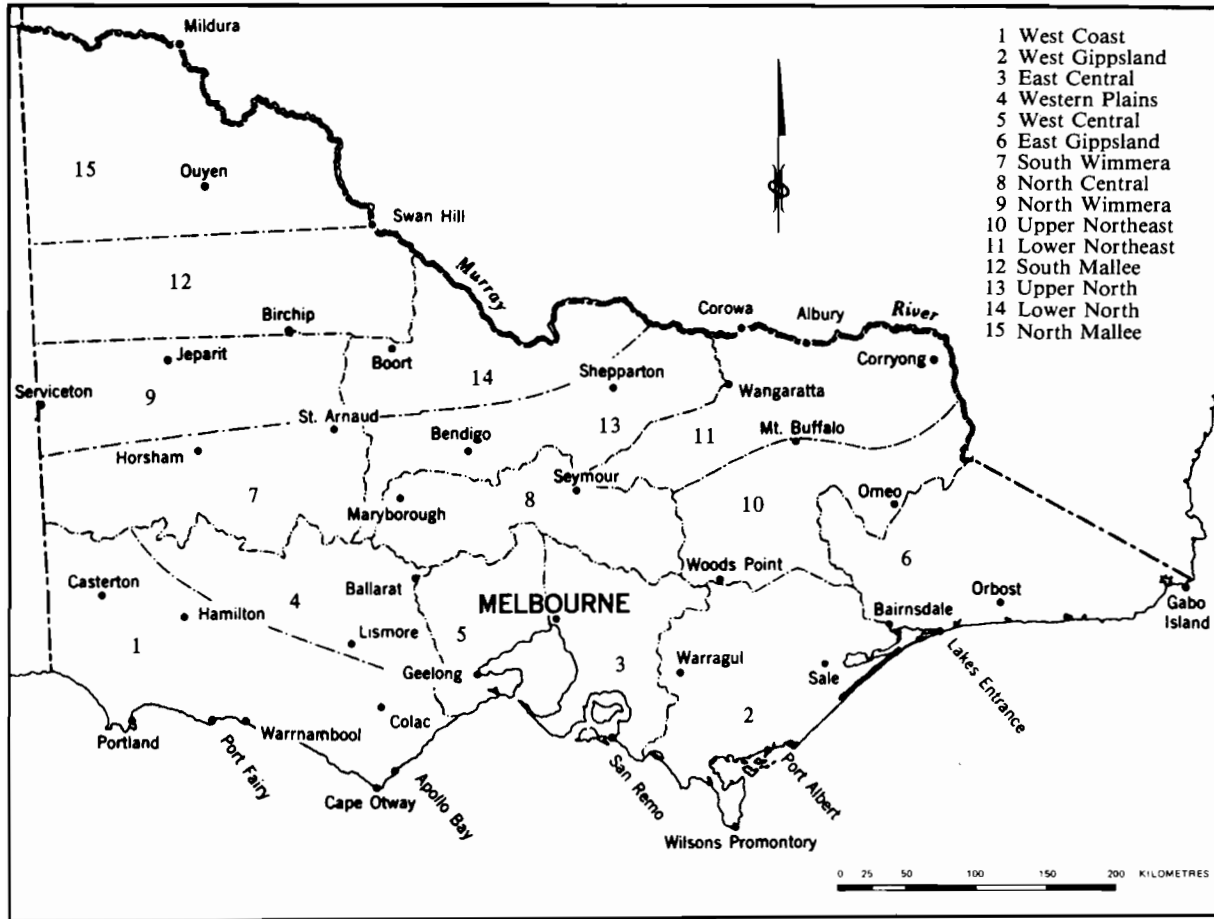 Mildura
1 West Coast
2 West Gippsland
3 East Central
4 Western Plains
5 West Central
6 East Gippsland
7 South Wimmera
8 North Central
9 North Wimmera
10 Upper Northeast
11 Lower Northeast
12 South Mallee
13 Upper North
14 Lower North
15 North Mallee
15
Ouyen
Swan Hill
Murray
River
12
Birchip
Corowa
Albury
Jeparit
Boort
Corryong
14
Shepparton
Wangaratta
Serviceton
9
St. Arnaud
Bendigo
13
11
Mt. Buffalo
Horsham
Seymour
7
Maryborough
8
10
Omeo
6
Woods Point
Casterton
4
Ballarat
Orbost
Gabo
Island
Hamilton
MELBOURNE
Bairnsdale
1
Lismore
5
3
Geelong
Warragul
Sale
Lakes Entrance
2
Colac
Portland
Port Fairy
Warrnambool
Cape Otway
Apollo Bay
San Remo
Port Albert
Wilsons Promontory
0 25 50 100 150 200 KILOMETRES